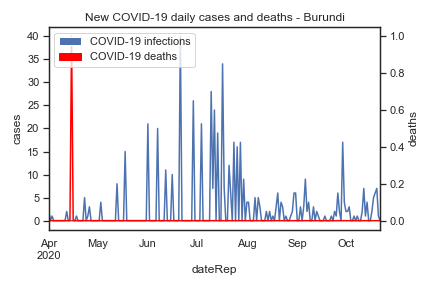 New COVID-19 daily cases and deaths - Burundi
COVID-19 infections
COVID-19 deaths
40
35
30
25
20
15
10
5
0
cases
1.0
0.8
0.6
0.4
0.2
0.0
deaths
Apr
2020
May
Jun
Jul
Aug
Sep
Oct
dateRep